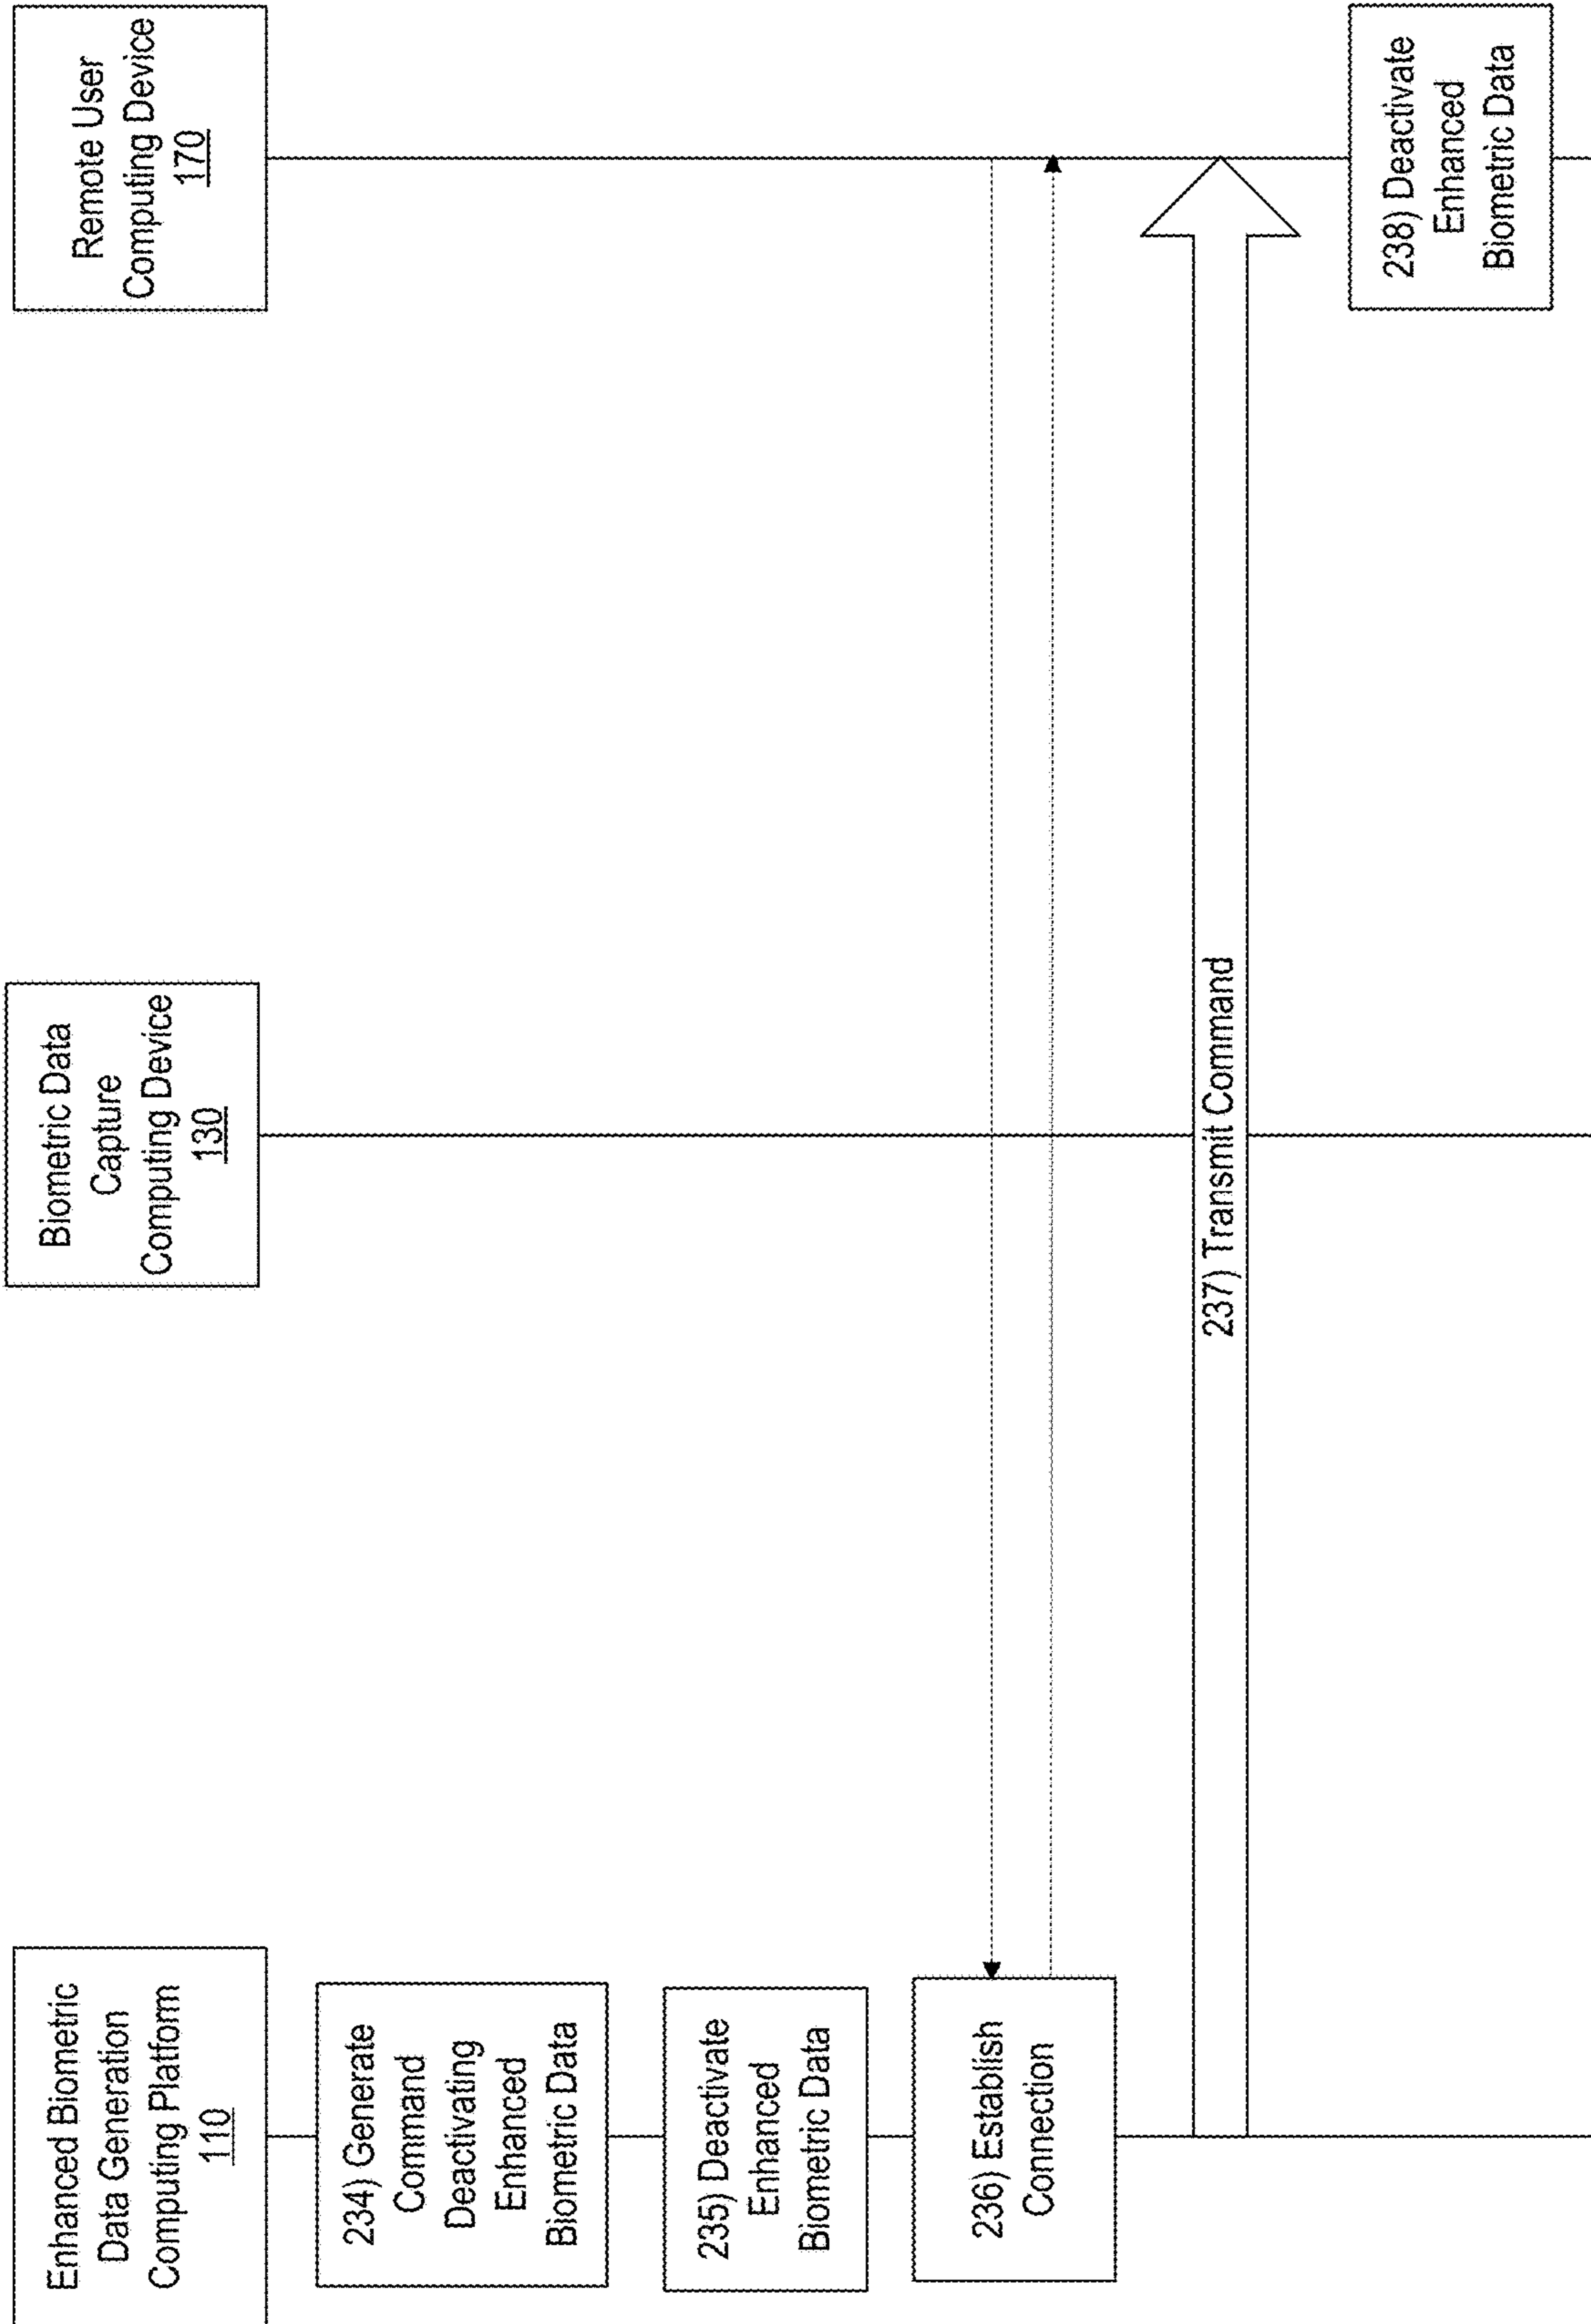 Enhanced Biometric
Data Generation
Computing Platform
110
Biometric Data
Capture
Computing Device
130
Remote User
Computing Device
170
234) Generate
Command
Deactivating
Enhanced
Biometric Data
235) Deactivate
Enhanced
Biometric Data
236) Establish
Connection
237) Transmit Command
238) Deactivate
Enhanced
Biometric Data